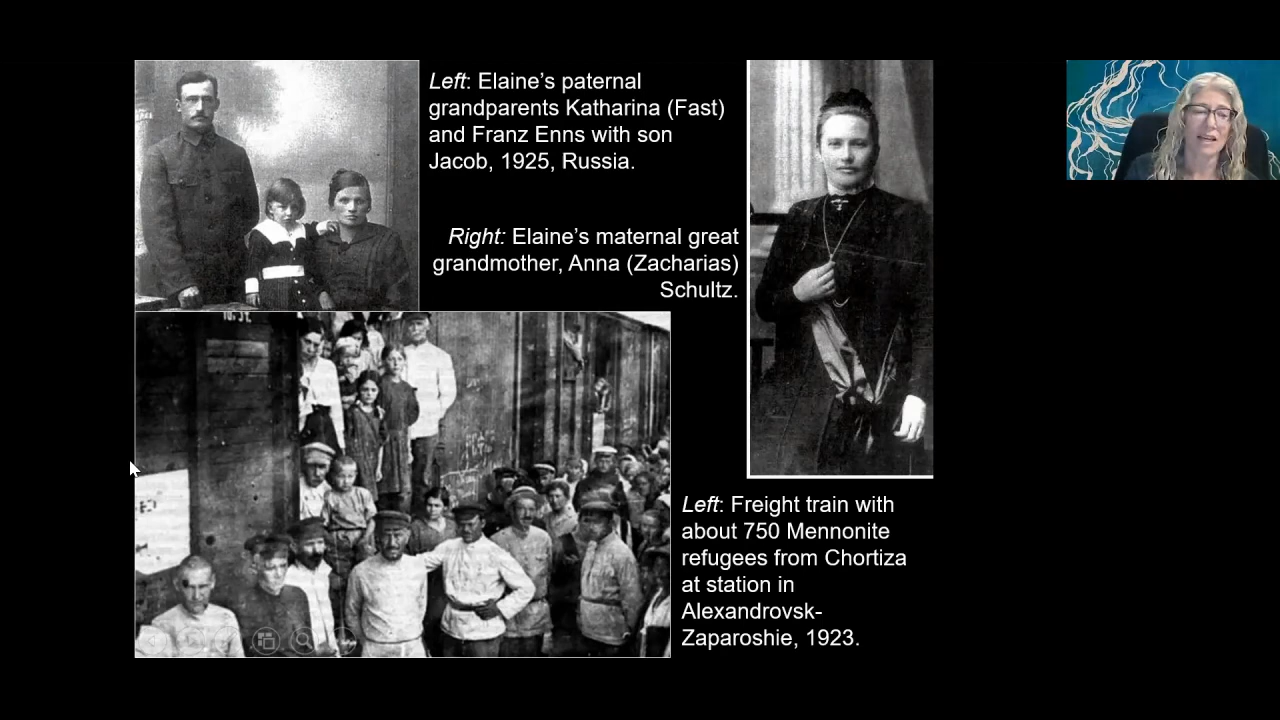 Left: Elaine’s paternal
grandparents Katharina (Fast)
and Franz Enns with son
Jacob, 1925, Russia.
Right: Elaine’s maternal great
grandmother, Anna (Zacharias)
Schultz.
Left: Freight train with
about 750 Mennonite
refugees from Chortiza
at station in
Alexandrovsk-
Zaparoshie, 1923.